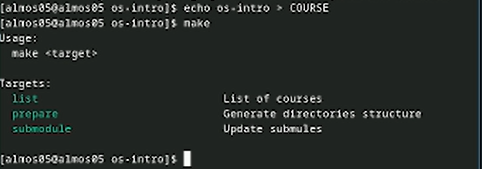 [almos05@almos05 os-intro]$ echo os-intro > COURSE
[almos05@almos05 os-intro]$ make
Usage:
make <target>
Targets:
list List of courses
prepare Generate directories structure
submodule Update submules
[almos05@almos05 os-intro]$